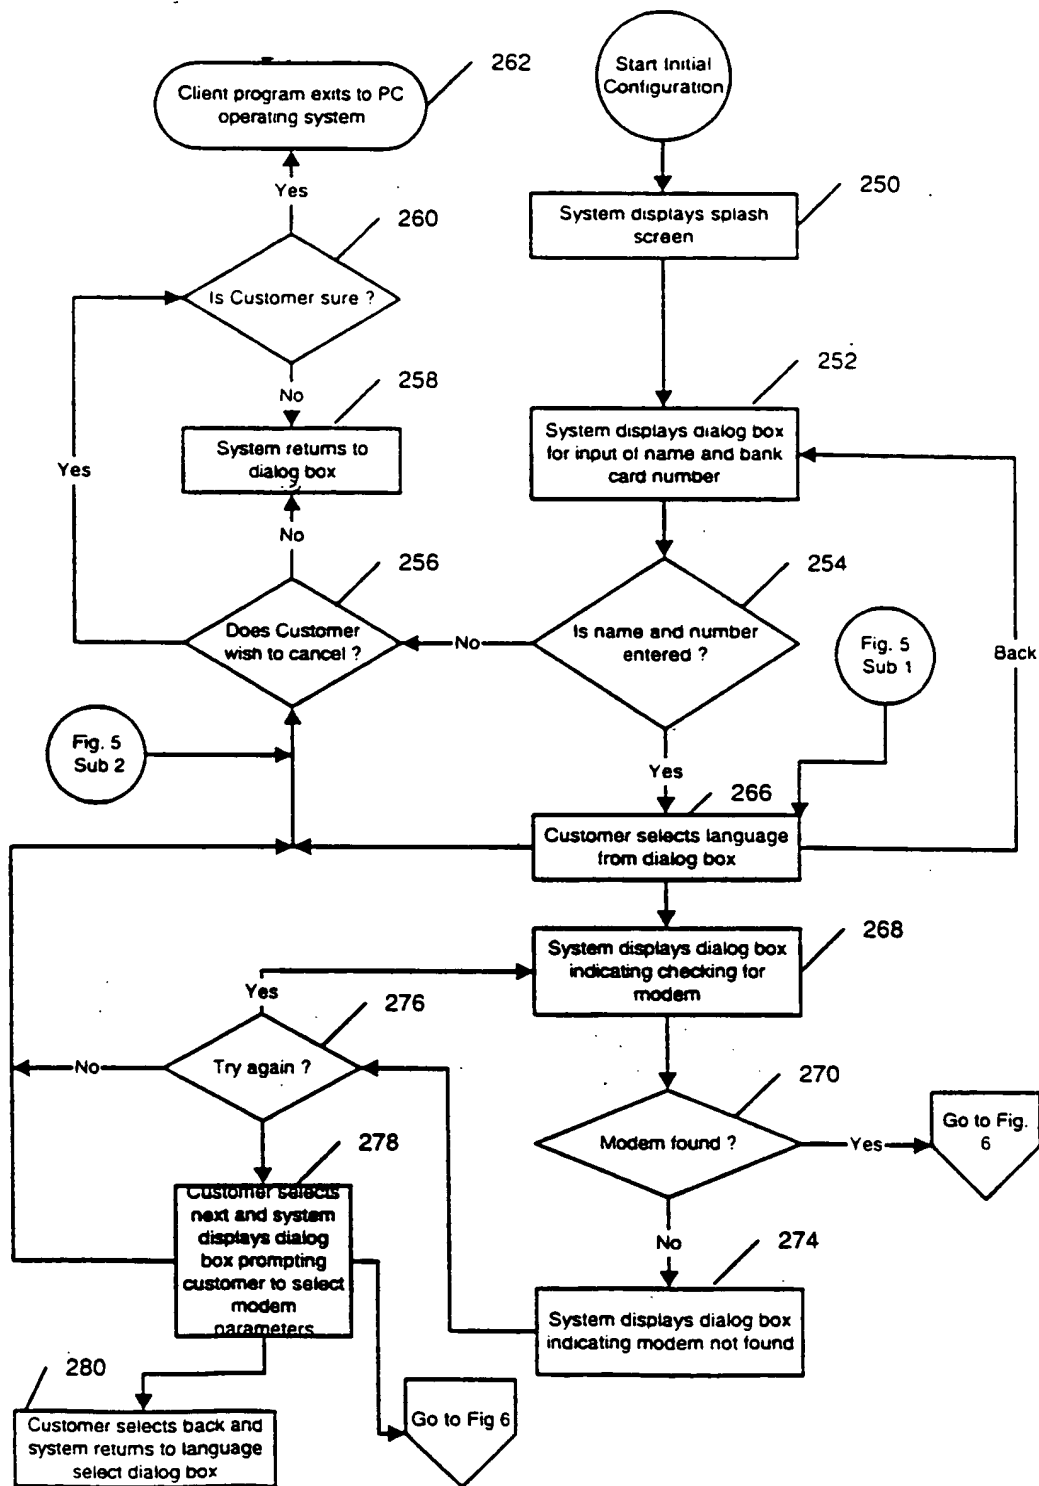 262
Client program exits to PC
operating system
Start Initial
Configuration
Yes
250
System displays splash
screen
260
Is Customer sure ?
252
258
No
System displays dialog box
for input of name and bank
card number
System returns to
dialog box
Yes
No
256
254
Does Customer
wish to cancel ?
No
Is name and number
entered ?
Fig. 5
Sub 1
Back
Fig. 5
Sub 2
Yes
266
Customer selects language
from dialog box
268
System displays dialog box
indicating checking for
modem
Yes
276
No
Try again ?
270
Modem found ?
Yes
Go to Fig.
6
278
Customer selects
next and system
displays dialog
box prompting
customer to select
modem
parameters
No
274
System displays dialog box
indicating modem not found
280
Customer selects back and
system returns to language
select dialog box
Go to Fig 6